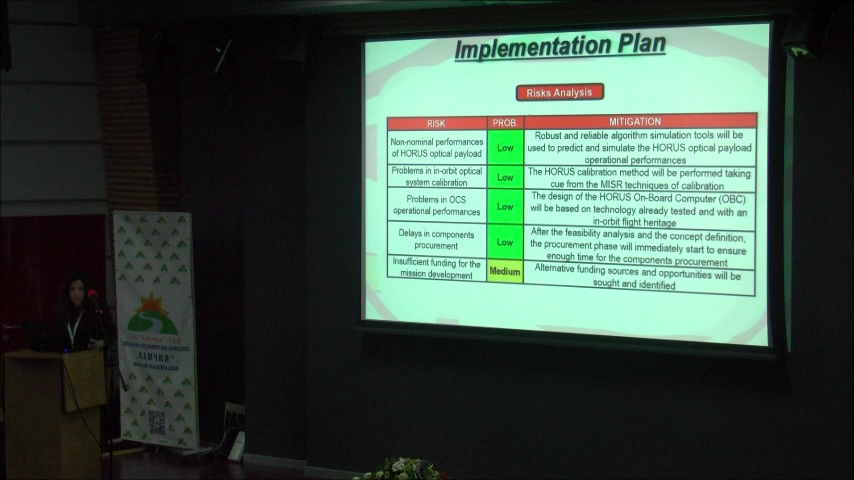 Implementation Plan
Risks Analysis
RISK PROB. MITIGATION
Non-nominal performances
of HORUS optical payload
Low
Robust and reliable algorithm simulation tools will be
used to predict and simulate the HORUS optical payload
operational performances
Problems in in-orbit optical
system calibration
Low
The HORUS calibration method will be performed taking
cue from the MISR techniques of calibration
Problems in OCS
operational performances
Low
The design of the HORUS On-Board Computer (OBC)
will be based on technology already tested and with an
in-orbit flight heritage
Delays in components
procurement
Low
After the feasibility analysis and the concept definition,
the procurement phase will immediately start to ensure
enough time for the components procurement
Insufficient funding for the
mission development
Medium
Alternative funding sources and opportunities will be
sought and identified
"КАМЧИЯ"